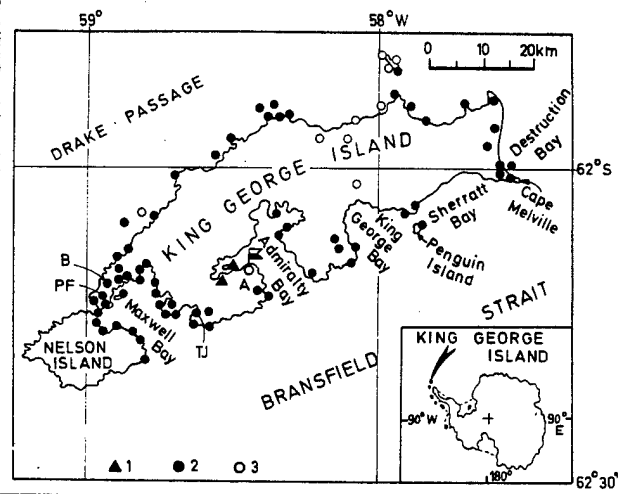 59°
58° W
0 10 20km
DRAKE · PASSAGE
KING GEORGE ISLAND
Destruction
Bay
62°S
Cape
Melville
Sherratt
Bay
King
George
Bay
Penguin
Island
Admiralty
Bay
A
B
PF
Maxwell
Bay
TJ
NELSON
ISLAND
BRANSFIELD STRAIT
KING GEORGE
ISLAND
90°W
90°
E
180°
1 2 3
62°30'